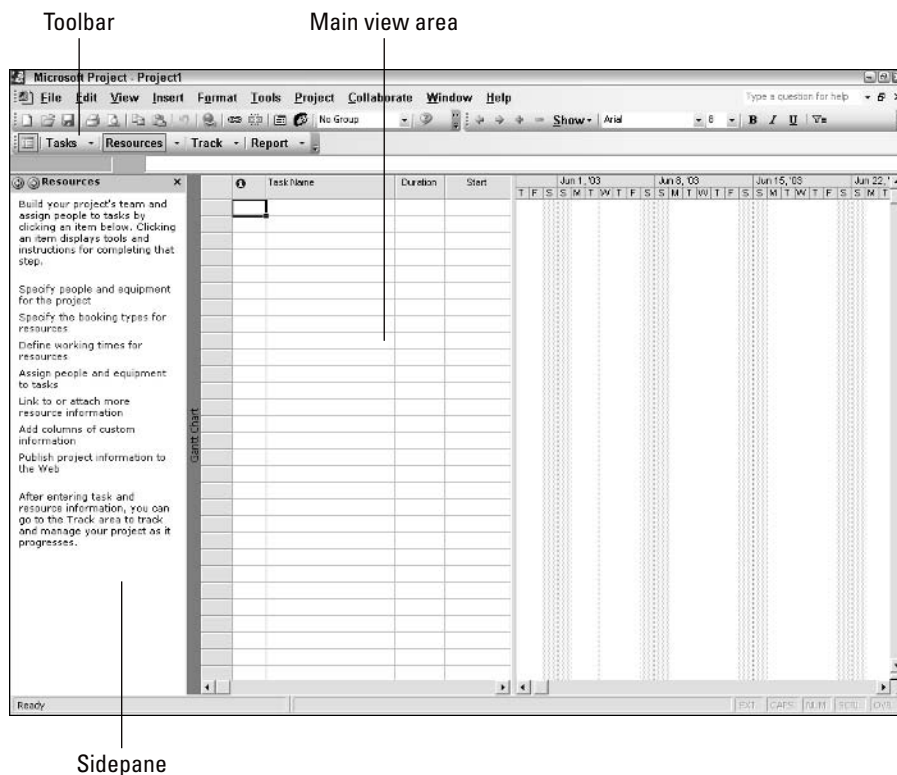 Toolbar Main view area
Microsoft Project - Project1
File Edit View Insert Format Tools Project Collaborate Window Help Type a question for help
No Group Show Arial 8 B I U
Tasks Resources Track Report
Resources ×
Build your project's team and
assign people to tasks by
clicking an item below. Clicking
an item displays tools and
instructions for completing that
step.
Specify people and equipment
for the project
Specify the booking types for
resources
Define working times for
resources
Assign people and equipment
to tasks
Link to or attach more
resource information
Add columns of custom
information
Publish project information to
the Web
After entering task and
resource information, you can
go to the Track area to track
and manage your project as it
progresses.
Gantt Chart
Task Name Duration Start
Jun 1, '03 Jun 8, '03 Jun 15, '03 Jun 22, '
T F S S M T W T F S S M T W T F S S M T W T F S S M T
Ready EXT CAPS NUM SCRL OVR
Sidepane